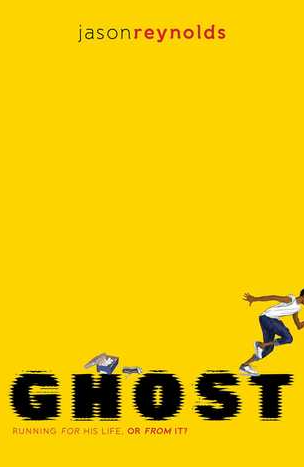 jasonreynolds
GHOST
RUNNING FOR HIS LIFE, OR FROM IT?